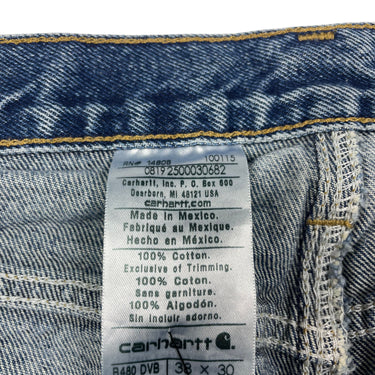 RN# 14806 100115
0819 2500030682
Carhartt, Inc. P.O. Box 600
Dearborn, MI 48121 USA
carhartt.com
Made in Mexico.
Fabriqué au Mexique.
Hecho en México.
100% Cotton.
Exclusive of Trimming.
100% Coton.
Sans garniture.
100% Algodón.
Sin incluir adorno.
carhartt
B480 DVB 38 x 30